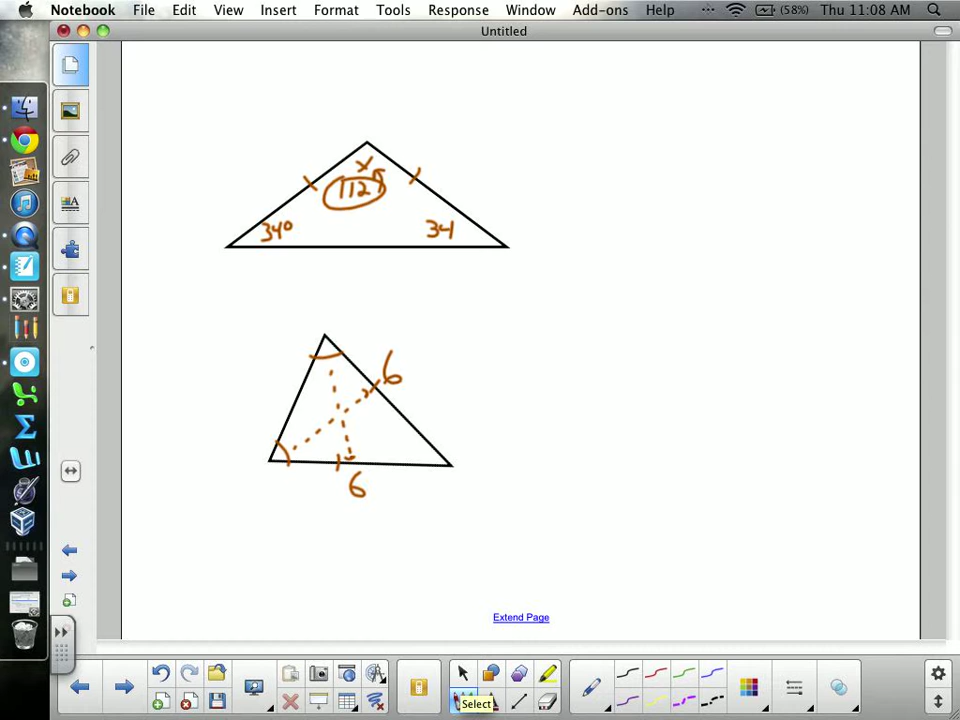 Notebook File Edit View Insert Format Tools Response Window Add-ons Help ... (58%) Thu 11:08 AM
Untitled
x
112°
34° 34
6
6
Extend Page
Select